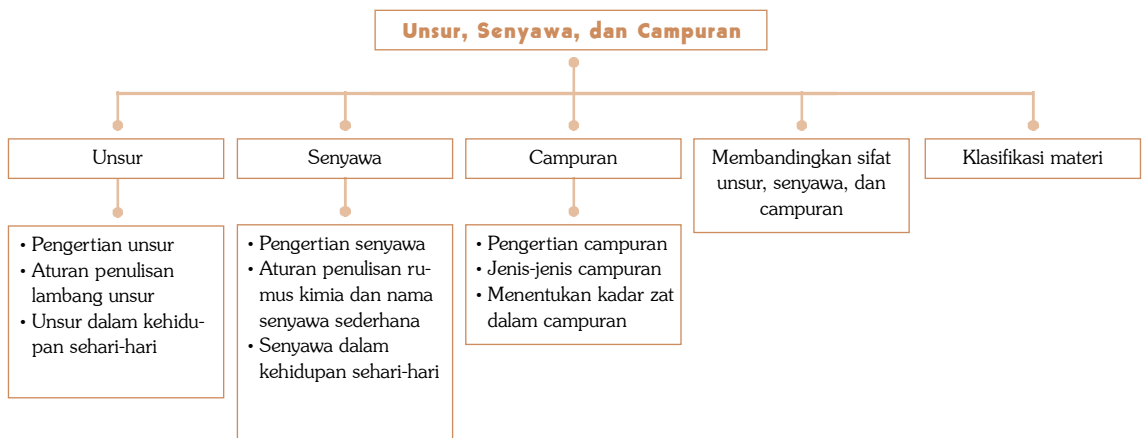 Unsur, Senyawa, dan Campuran
Unsur
• Pengertian unsur
• Aturan penulisan
lambang unsur
• Unsur dalam kehidu-
pan sehari-hari
Senyawa
• Pengertian senyawa
• Aturan penulisan ru-
mus kimia dan nama
senyawa sederhana
• Senyawa dalam
kehidupan sehari-hari
Campuran
• Pengertian campuran
• Jenis-jenis campuran
• Menentukan kadar zat
dalam campuran
Membandingkan sifat
unsur, senyawa, dan
campuran
Klasifikasi materi